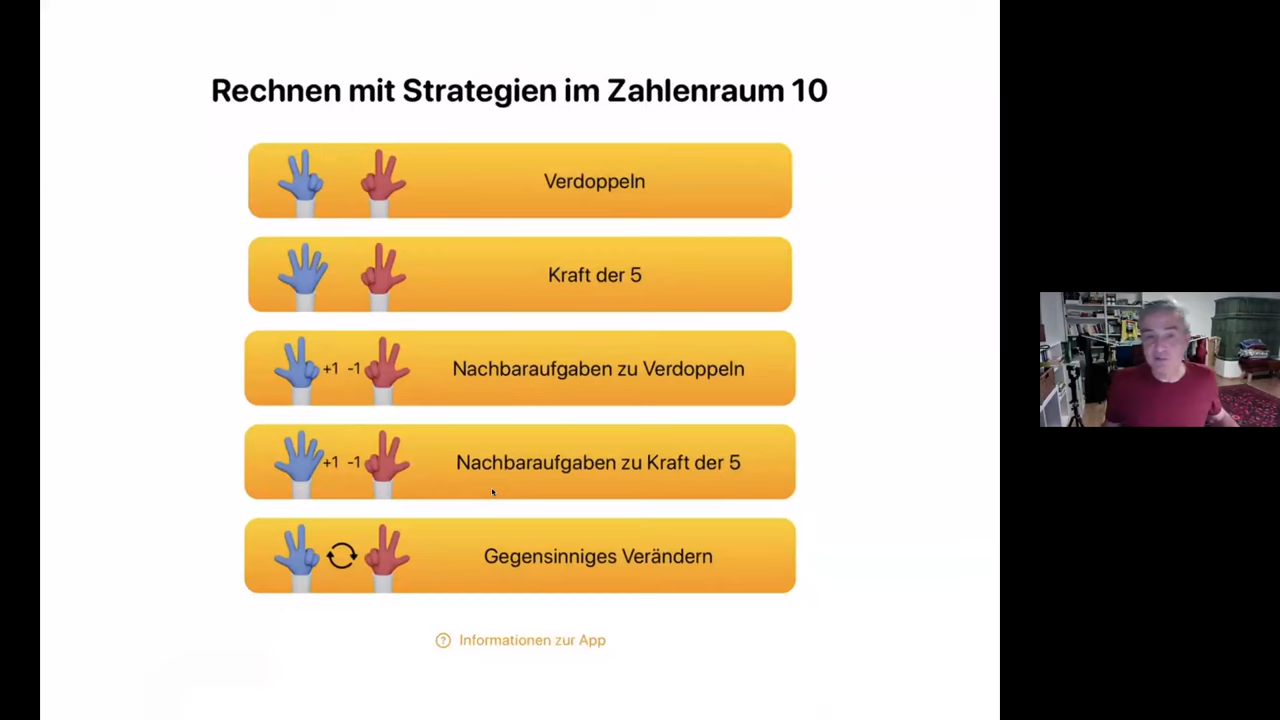 Rechnen mit Strategien im Zahlenraum 10
Verdoppeln
Kraft der 5
+1 -1 Nachbaraufgaben zu Verdoppeln
+1 -1 Nachbaraufgaben zu Kraft der 5
Gegensinniges Verändern
? Informationen zur App